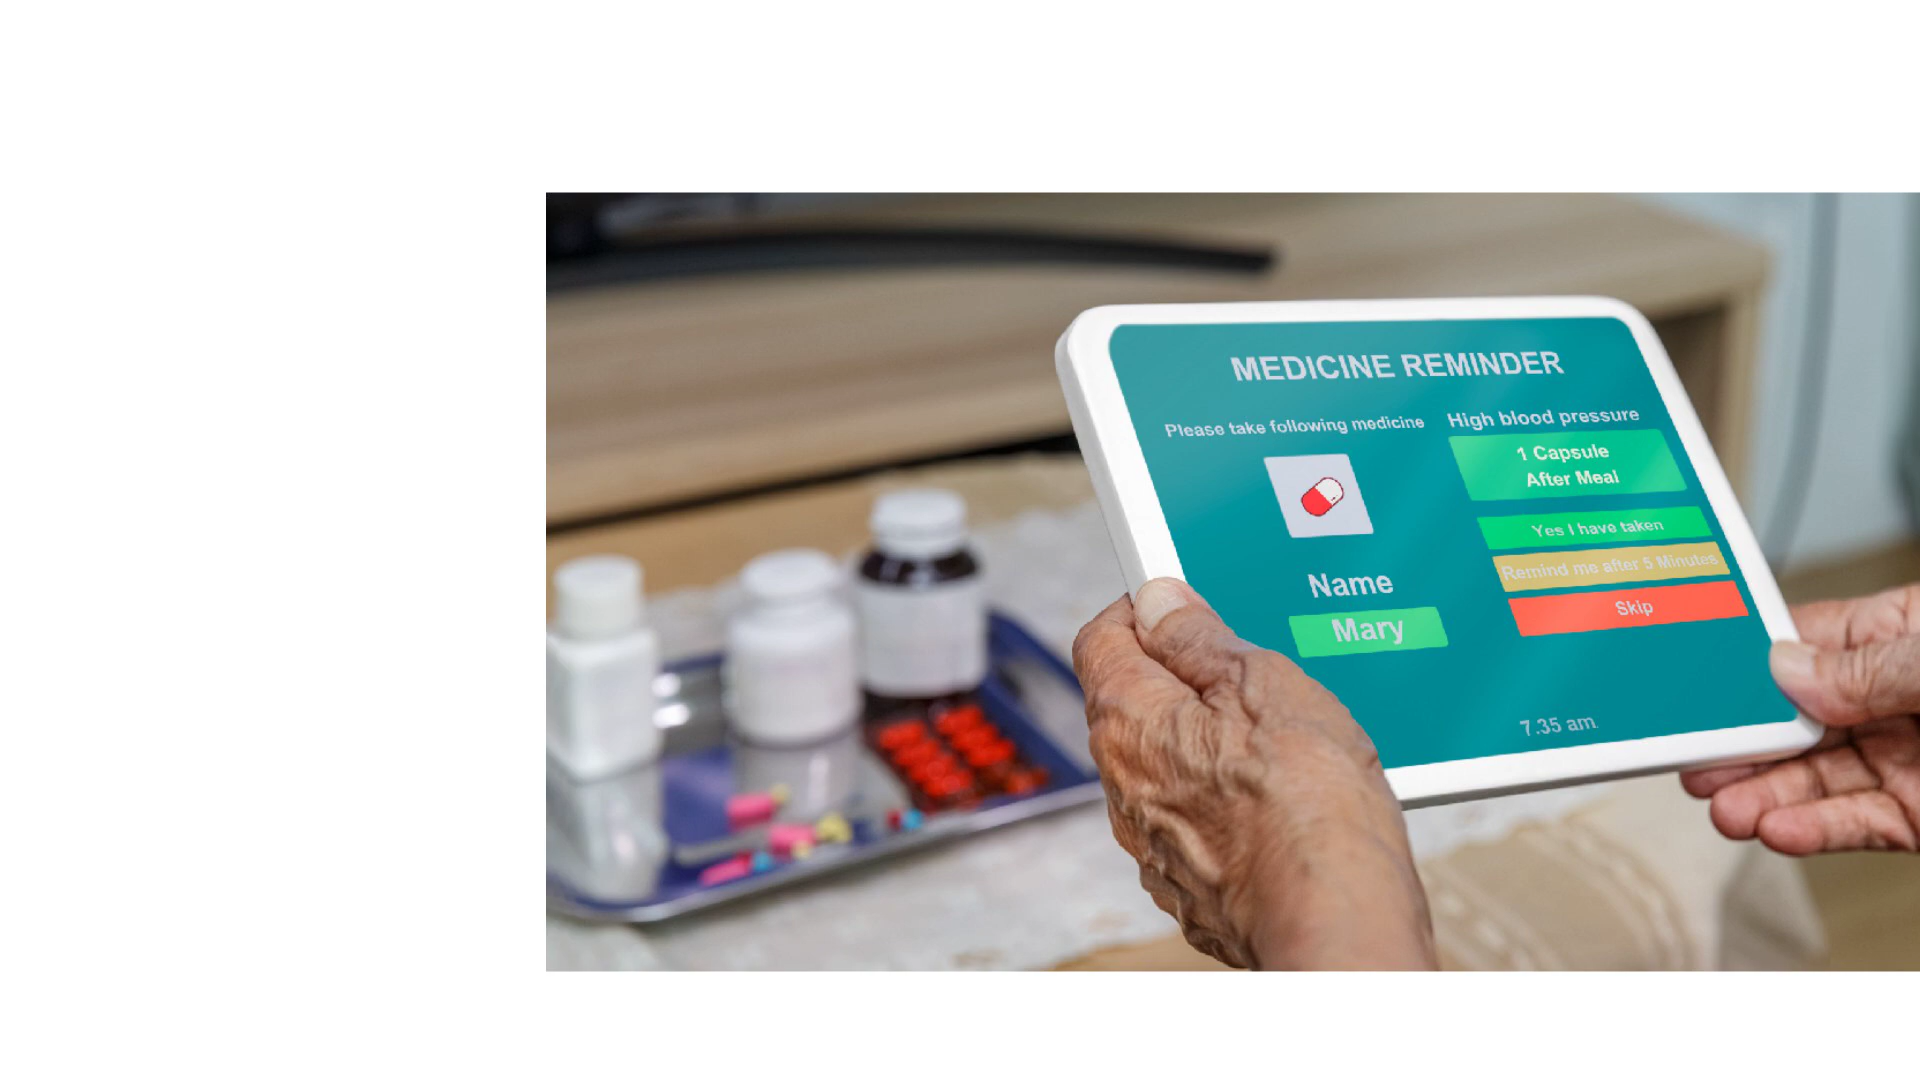 MEDICINE REMINDER
Please take following medicine
High blood pressure
1 Capsule
After Meal
Yes I have taken
Remind me after 5 Minutes
Skip
Name
Mary
7.35 am